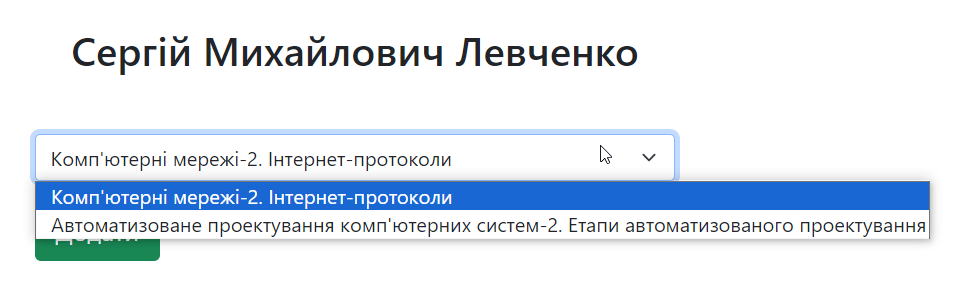 Сергій Михайлович Левченко
Комп'ютерні мережі-2. Інтернет-протоколи
Комп'ютерні мережі-2. Інтернет-протоколи
Автоматизоване проектування комп'ютерних систем-2. Етапи автоматизованого проектування
Додати